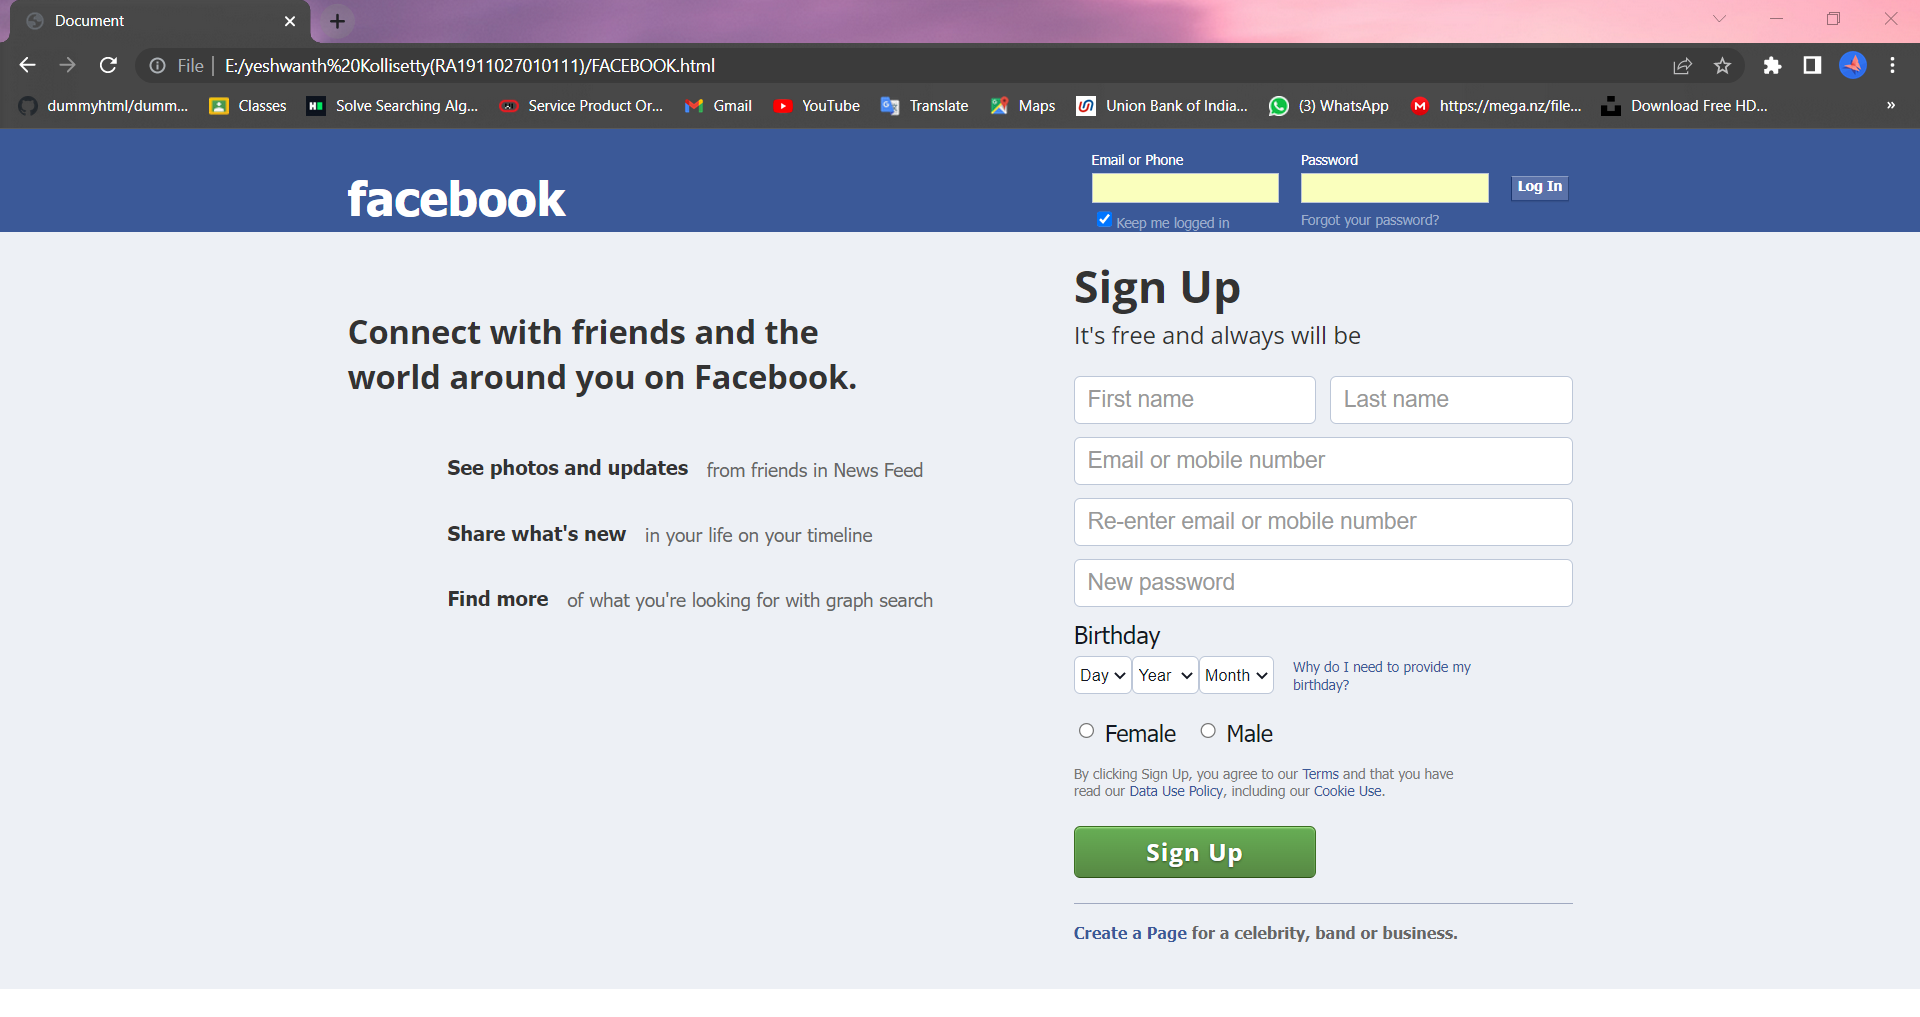 Document
File | E:/yeshwanth%20Kollisetty(RA1911027010111)/FACEBOOK.html
dummyhtml/dumm... Classes Solve Searching Alg... Service Product Or... Gmail YouTube Translate Maps Union Bank of India... (3) WhatsApp https://mega.nz/file... Download Free HD... »
Email or Phone Password
facebook
Log In
Keep me logged in Forgot your password?
Sign Up
It's free and always will be
Connect with friends and the
world around you on Facebook.
First name Last name
Email or mobile number
See photos and updates from friends in News Feed
Re-enter email or mobile number
Share what's new in your life on your timeline
New password
Find more of what you're looking for with graph search
Birthday
Day Year Month
Why do I need to provide my
birthday?
Female Male
By clicking Sign Up, you agree to our Terms and that you have
read our Data Use Policy, including our Cookie Use.
Sign Up
Create a Page for a celebrity, band or business.